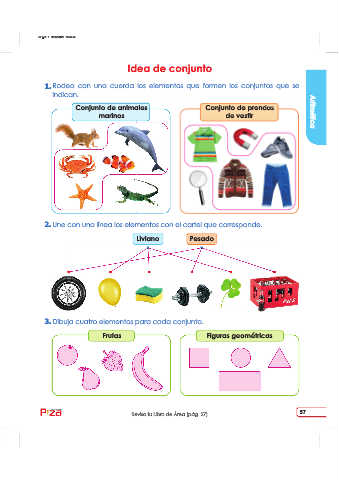 Idea de conjunto
1. Rodea con una cuerda los elementos que formen los conjuntos que se
indican.
Aritmética
Conjunto de animales
marinos
Conjunto de prendas
de vestir
2. Une con una línea los elementos con el cartel que corresponda.
Liviano
Pesado
3. Dibuja cuatro elementos para cada conjunto.
Frutas
Figuras geométricas
Revisa la Libro de Área (pág. 57)
57